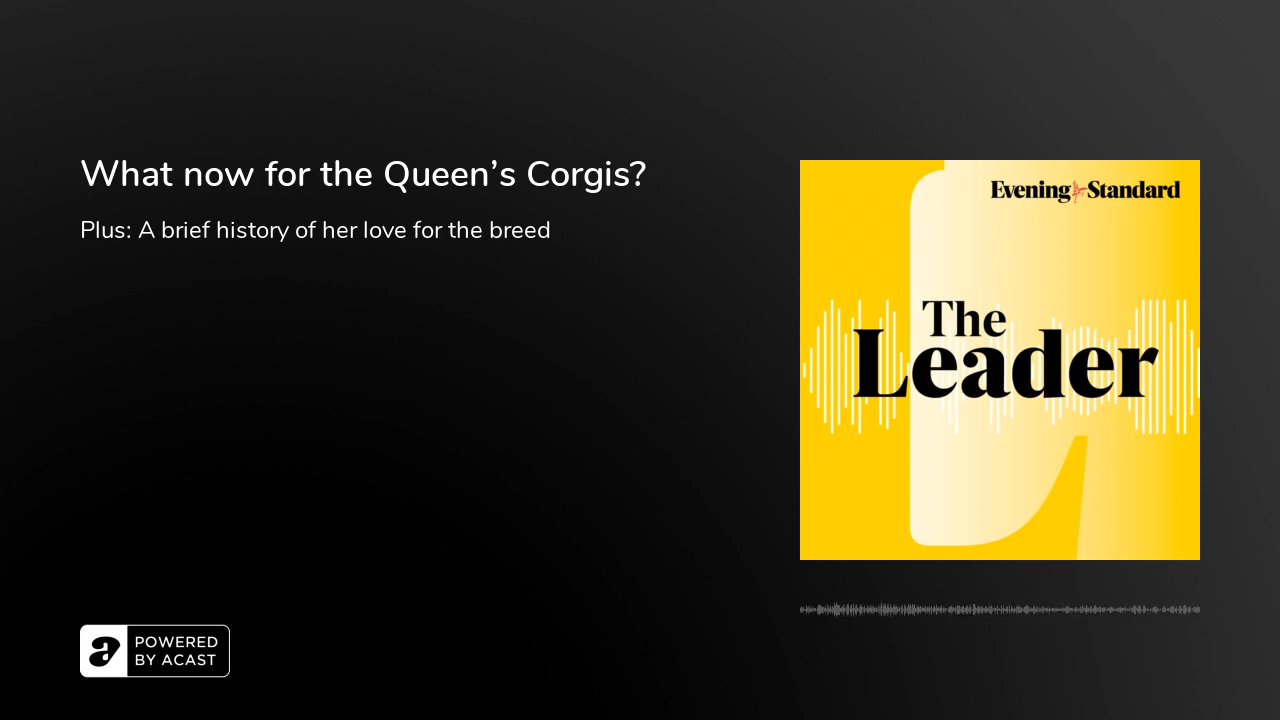 What now for the Queen’s Corgis?
Plus: A brief history of her love for the breed
Evening Standard
The
Leader
POWERED
BY ACAST